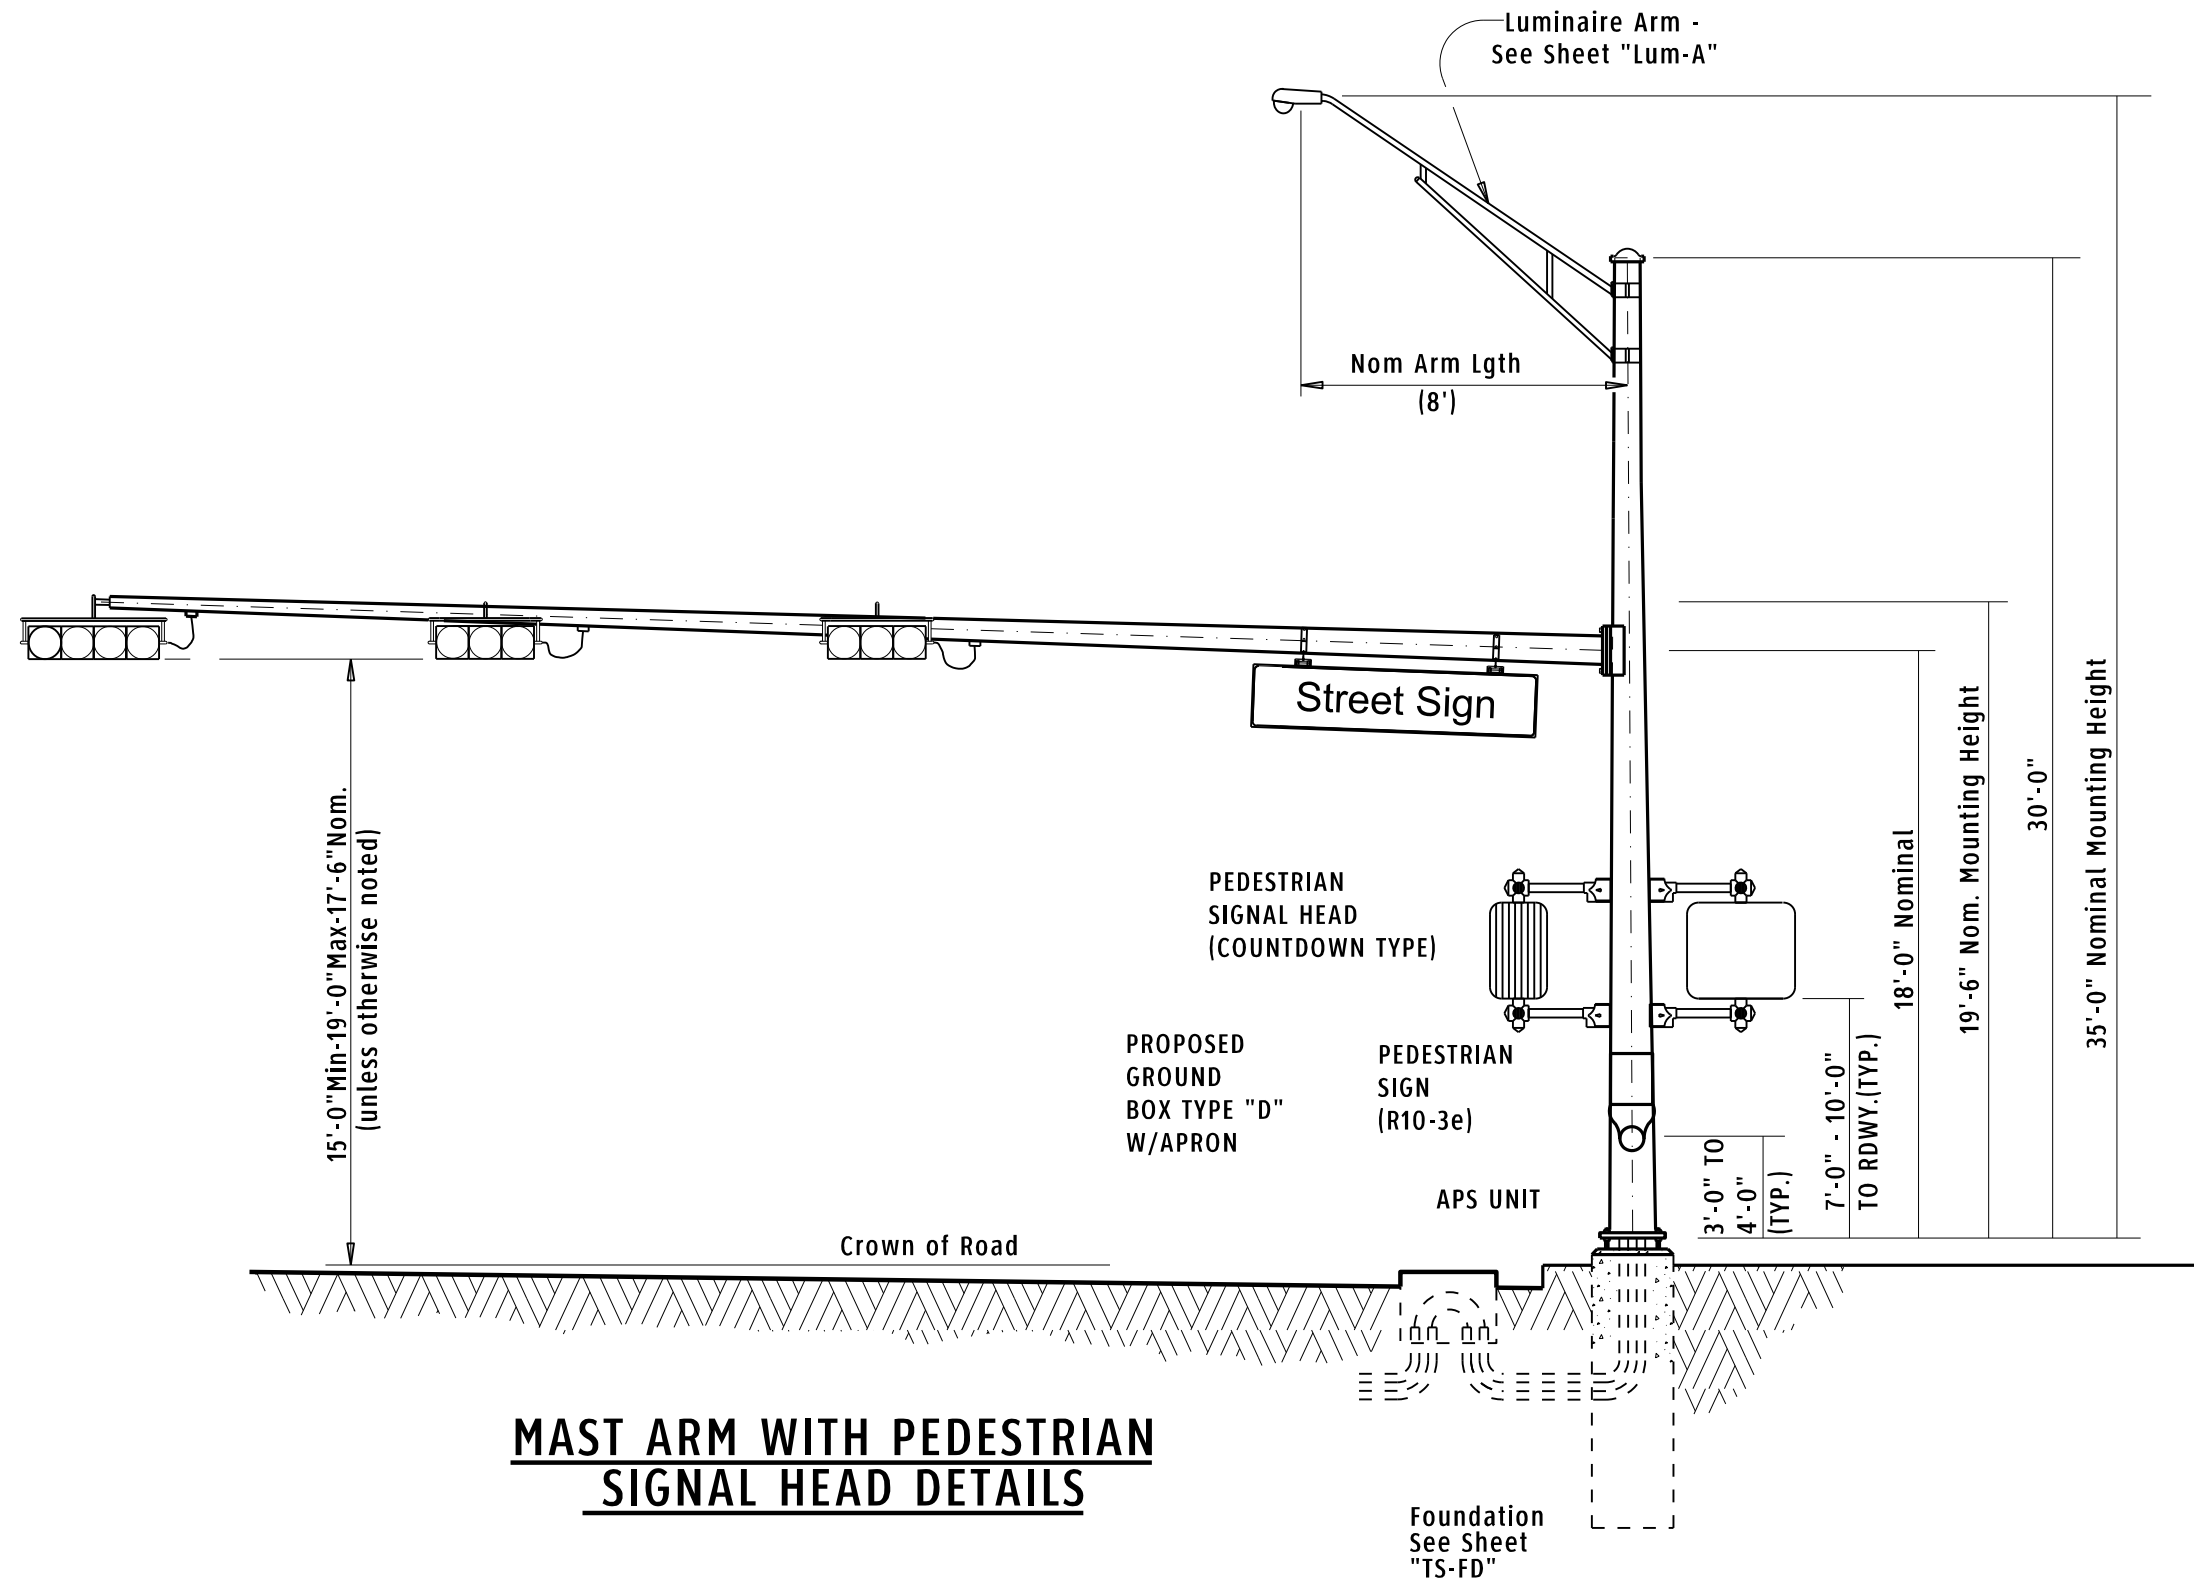 Luminaire Arm -
See Sheet "Lum-A"
Nom Arm Lgth
(8')
Street Sign
15'-0"Min-19'-0"Max-17'-6"Nom.
(unless otherwise noted)
PEDESTRIAN
SIGNAL HEAD
(COUNTDOWN TYPE)
PROPOSED
GROUND
BOX TYPE "D"
W/APRON
PEDESTRIAN
SIGN
(R10-3e)
APS UNIT
3'-0" TO
4'-0"
(TYP.)
7'-0" - 10'-0"
TO RDWY.(TYP.)
18'-0" Nominal
19'-6" Nom. Mounting Height
30'-0"
35'-0" Nominal Mounting Height
Crown of Road
MAST ARM WITH PEDESTRIAN
SIGNAL HEAD DETAILS
Foundation
See Sheet
"TS-FD"